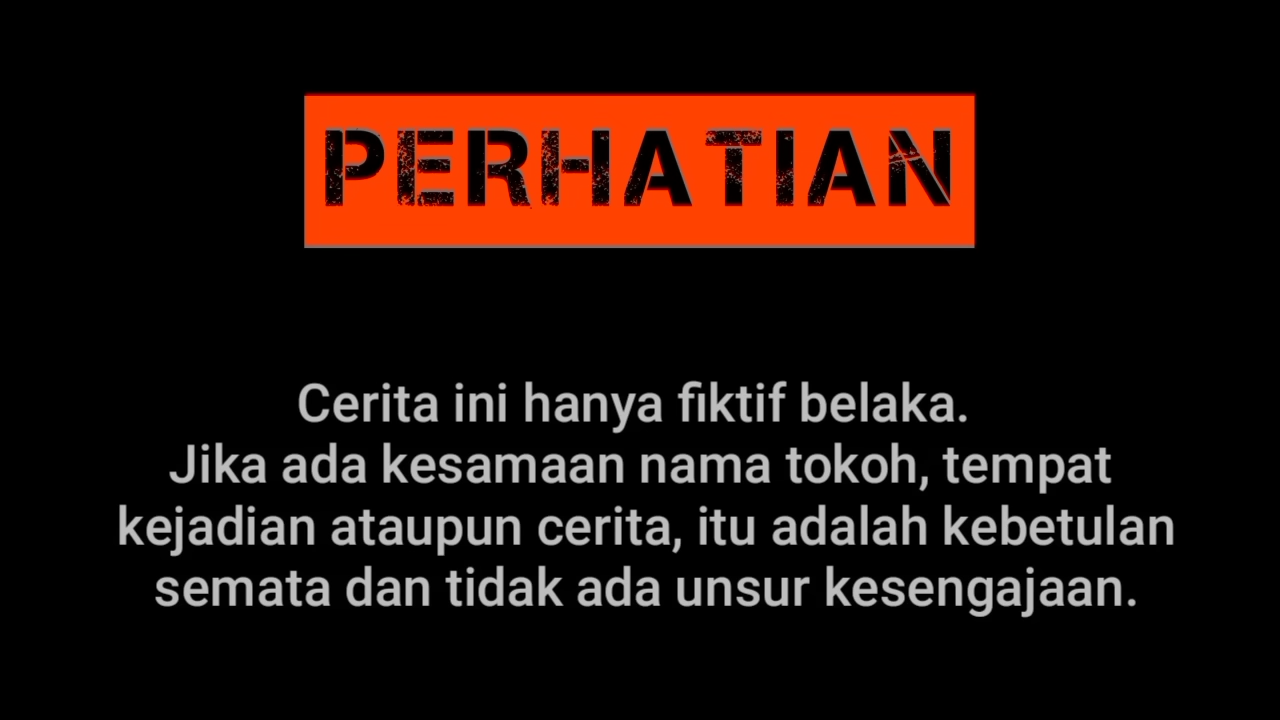 PERHATIAN
Cerita ini hanya fiktif belaka.
Jika ada kesamaan nama tokoh, tempat
kejadian ataupun cerita, itu adalah kebetulan
semata dan tidak ada unsur kesengajaan.